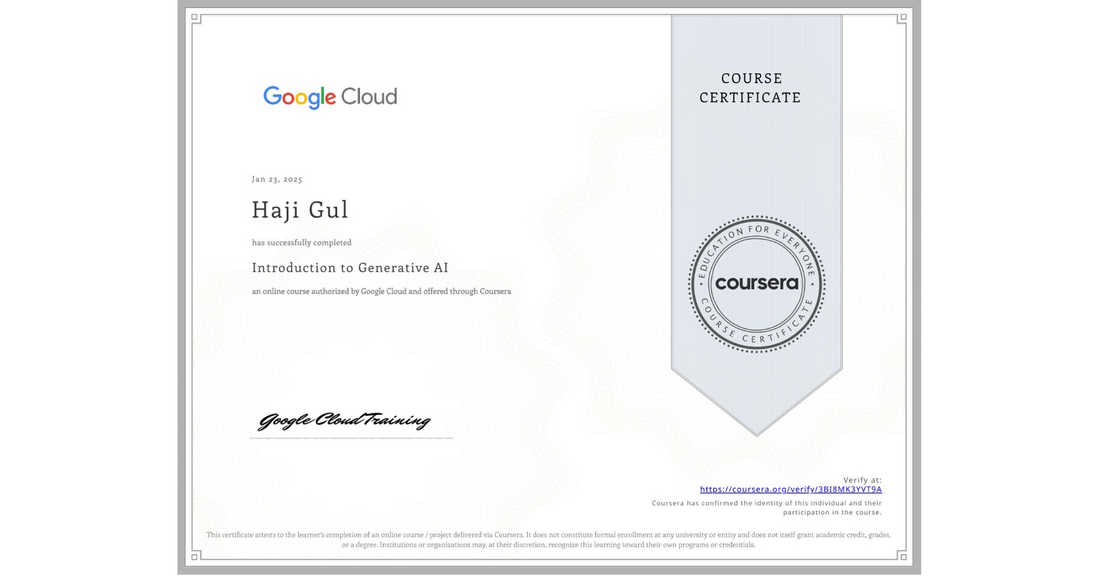 Google Cloud
COURSE
CERTIFICATE
Jan 23, 2025
Haji Gul
has successfully completed
Introduction to Generative AI
an online course authorized by Google Cloud and offered through Coursera
EDUCATION FOR EVERYONE
coursera
COURSE CERTIFICATE
Google Cloud Training
Verify at:
https://coursera.org/verify/3BI8MK3YVT9A
Coursera has confirmed the identity of this individual and their
participation in the course.
This certificate attests to the learner's completion of an online course / project delivered via Coursera. It does not constitute formal enrollment at any university or entity and does not itself grant academic credit, grades,
or a degree. Institutions or organizations may, at their discretion, recognize this learning toward their own programs or credentials.